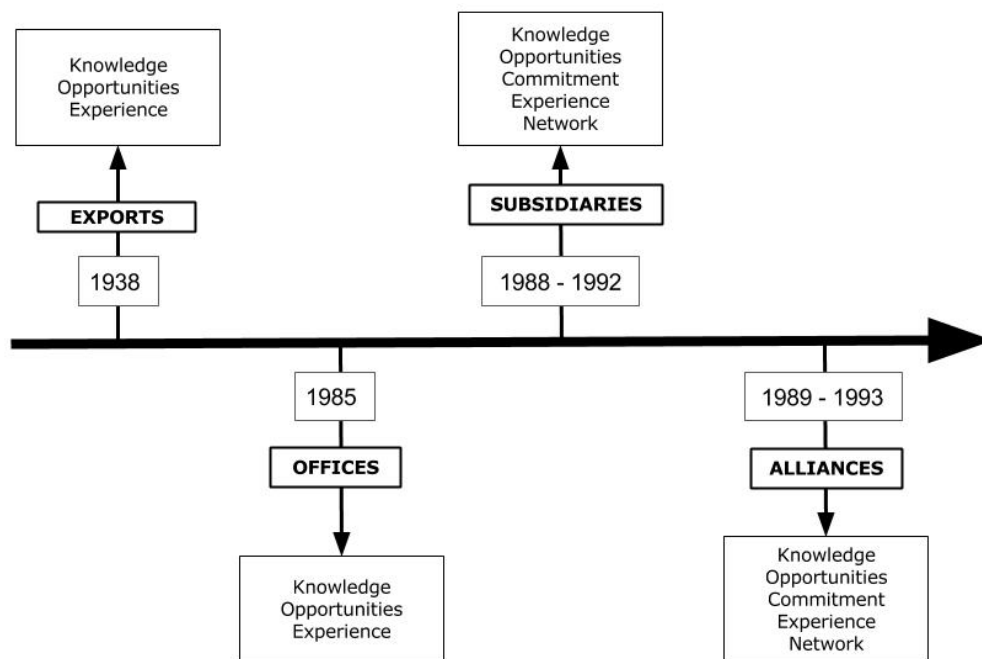 Knowledge
Opportunities
Experience
EXPORTS
1938
Knowledge
Opportunities
Commitment
Experience
Network
SUBSIDIARIES
1988 - 1992
1985
OFFICES
Knowledge
Opportunities
Experience
1989 - 1993
ALLIANCES
Knowledge
Opportunities
Commitment
Experience
Network